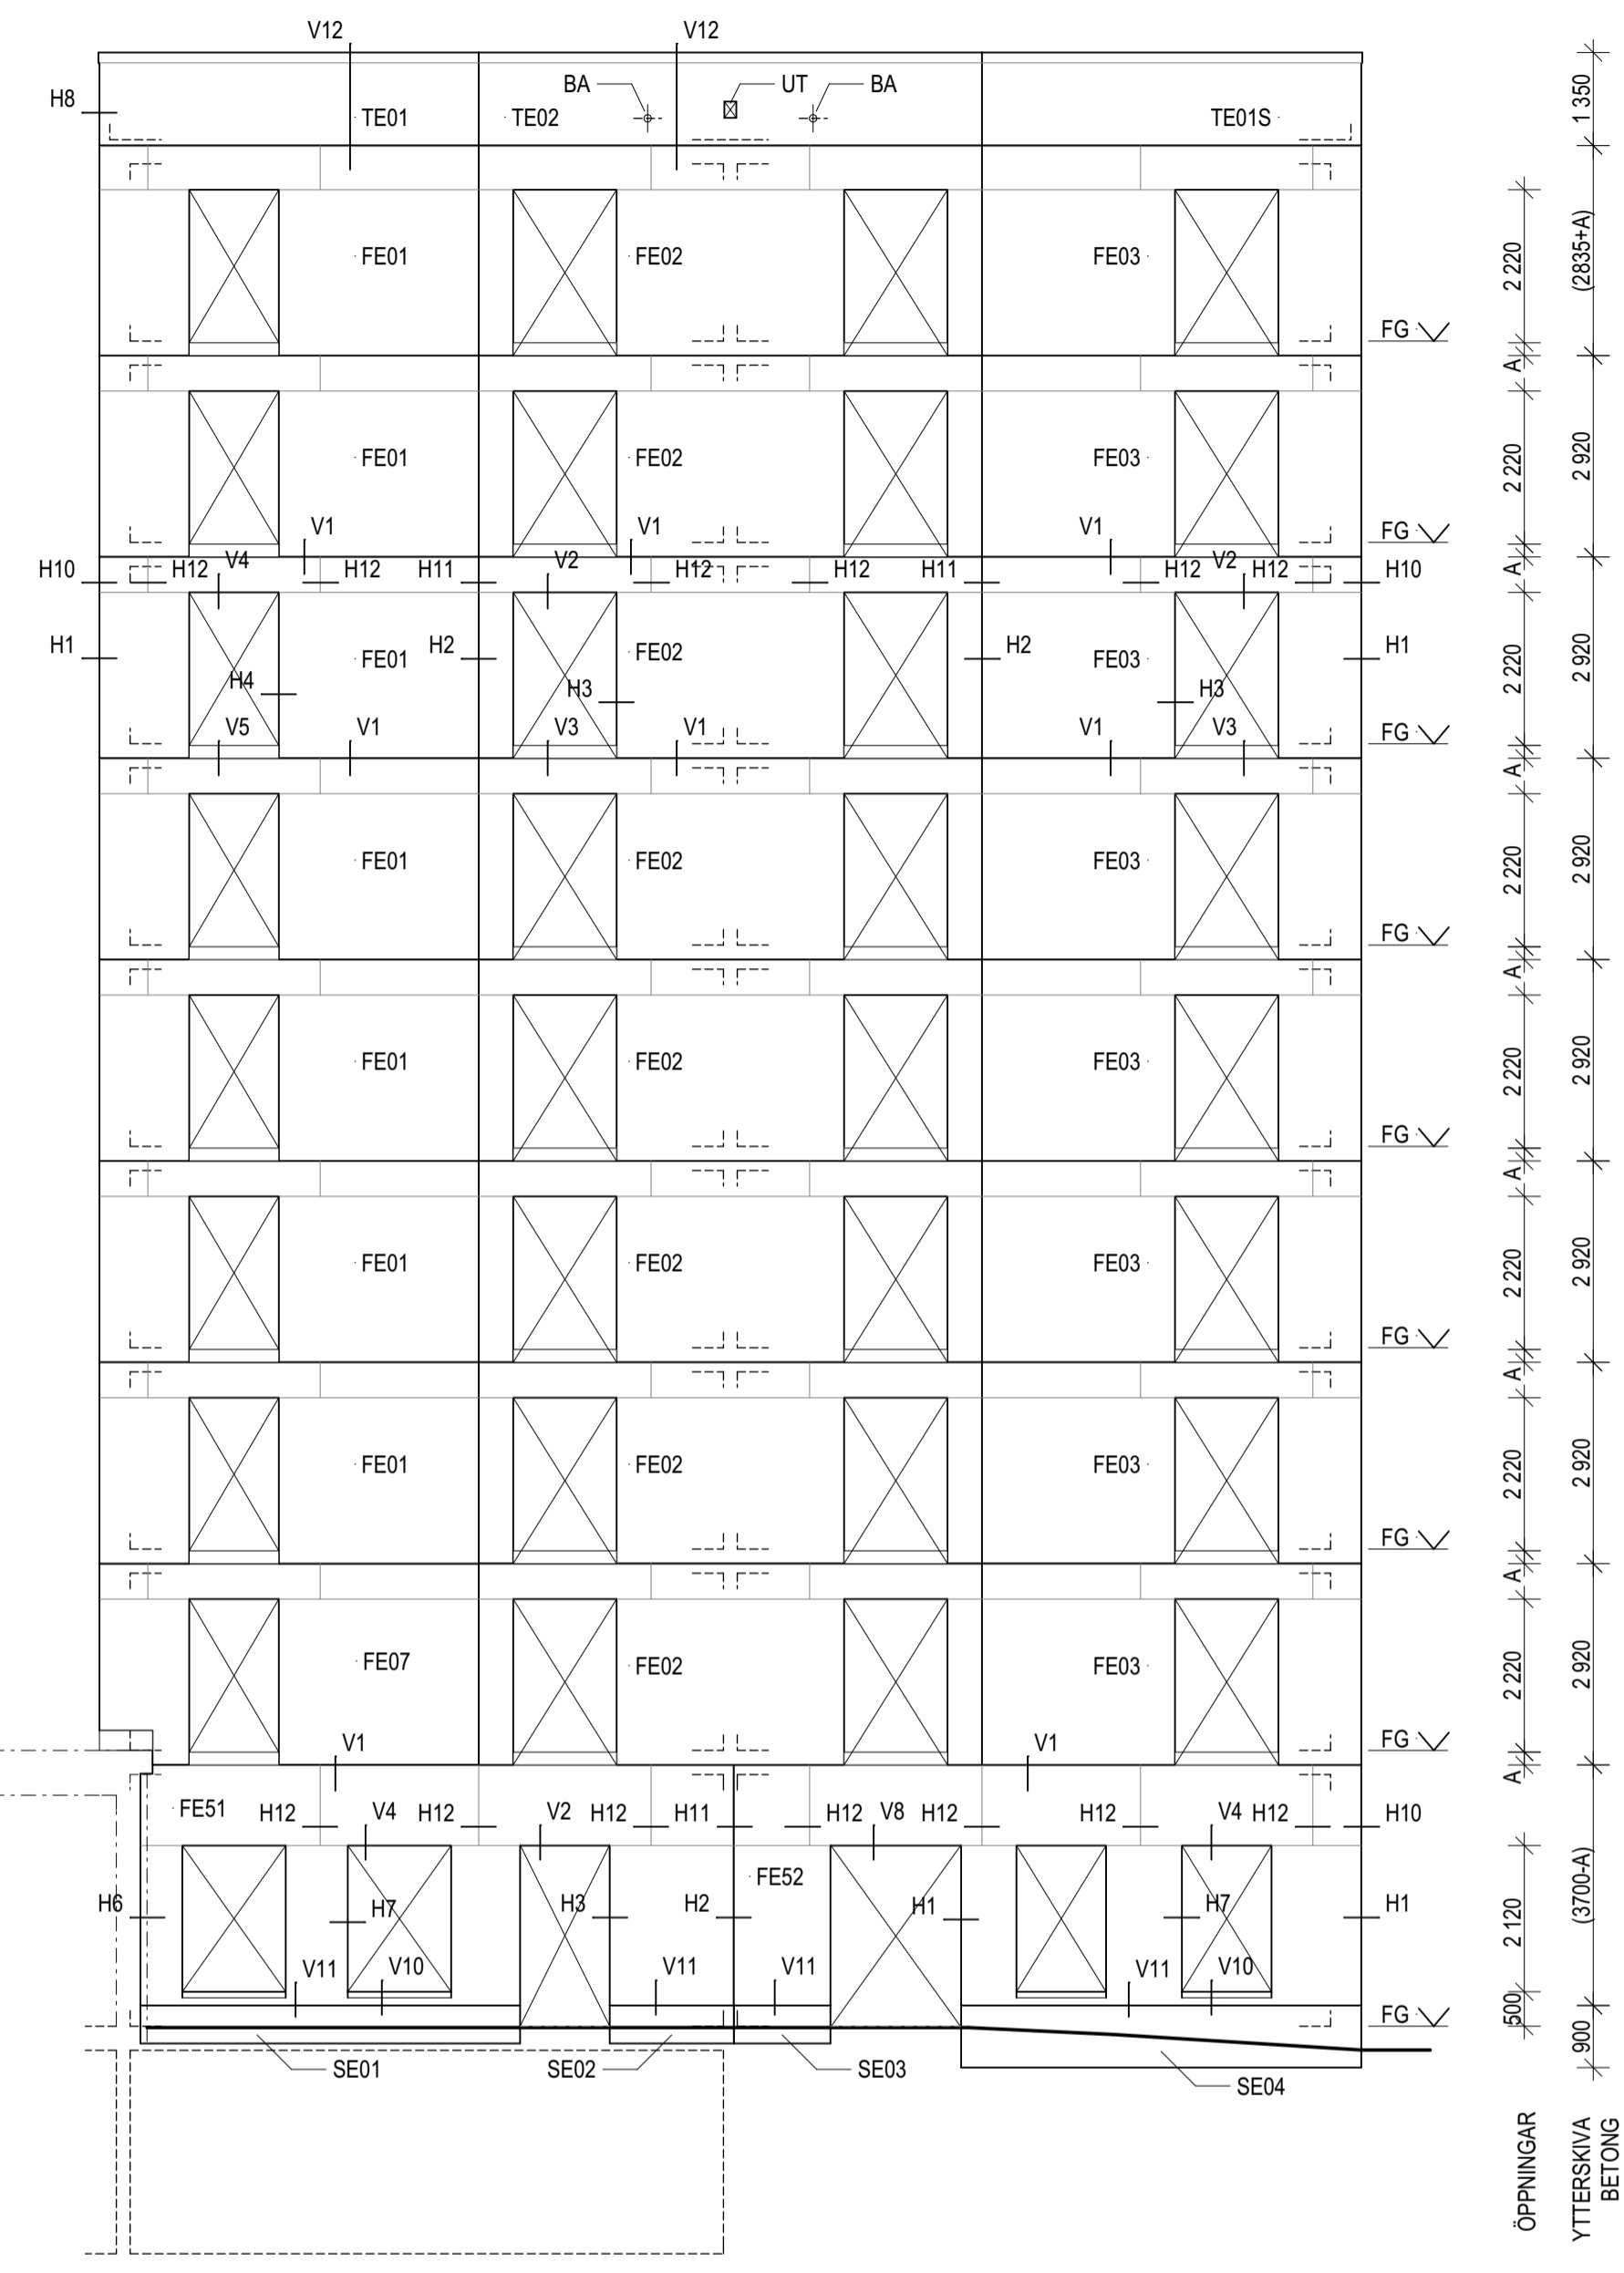 V12 V12
BA UT BA
H8 TE01 TE02 TE01S 1 350
FE01 FE02 FE03 2 220 (2835+A)
FG
A
FE01 FE02 FE03 2 220 2 920
V1 V1 V1 FG
V4 V2 V2 A
H10 H12 H12 H11 H12 H12 H11 H12 H12 H10
H1 FE01 H2 FE02 H2 FE03 H1 2 220 2 920
H4 H3 H3
V5 V1 V3 V1 V1 V3 FG
A
FE01 FE02 FE03 2 220 2 920
FG
A
FE01 FE02 FE03 2 220 2 920
FG
A
FE01 FE02 FE03 2 220 2 920
FG
A
FE01 FE02 FE03 2 220 2 920
FG
A
FE07 FE02 FE03 2 220 2 920
V1 V1 FG
A
FE51 H12 V4 H12 V2 H12 H11 H12 V8 H12 H12 V4 H12 H10
FE52 (3700-A)
H6 H7 H3 H2 H1 H7 H1 2 120
V11 V10 V11 V11 V11 V10
FG 500
900
SE01 SE02 SE03 SE04
ÖPPNINGAR
YTTERSKIVA
BETONG